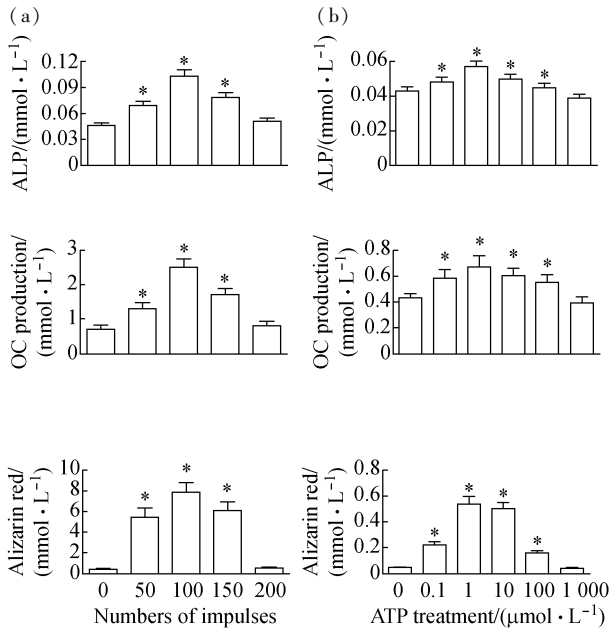 (a)
ALP/(mmol·L⁻¹)
0.12
0.09
0.06
0.03
0
* * *
OC production/
(mmol·L⁻¹)
3
2
1
0
* * *
Alizarin red/
(mmol·L⁻¹)
10
8
6
4
2
0
* * *
0 50 100 150 200
Numbers of impulses
(b)
ALP/(mmol·L⁻¹)
0.06
0.04
0.02
0
* * * *
OC production/
(mmol·L⁻¹)
0.8
0.6
0.4
0.2
0
* * * *
Alizarin red/
(mmol·L⁻¹)
0.8
0.6
0.4
0.2
0
* * * *
0 0.1 1 10 100 1 000
ATP treatment/(μmol·L⁻¹)